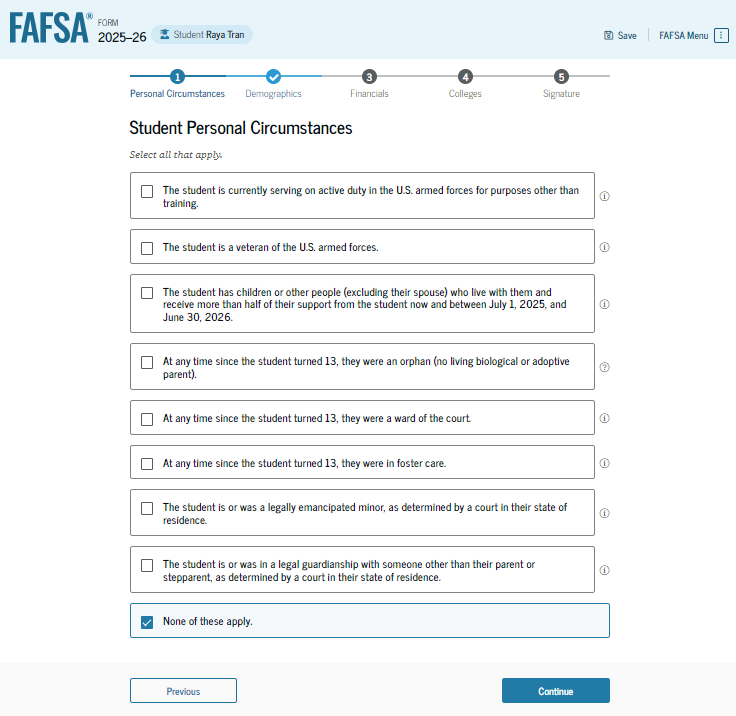 FAFSA® FORM 2025–26 Student Raya Tran Save FAFSA Menu
1 3 4 5
Personal Circumstances Demographics Financials Colleges Signature
Student Personal Circumstances
Select all that apply.
The student is currently serving on active duty in the U.S. armed forces for purposes other than
training.
The student is a veteran of the U.S. armed forces.
The student has children or other people (excluding their spouse) who live with them and
receive more than half of their support from the student now and between July 1, 2025, and
June 30, 2026.
At any time since the student turned 13, they were an orphan (no living biological or adoptive
parent).
At any time since the student turned 13, they were a ward of the court.
At any time since the student turned 13, they were in foster care.
The student is or was a legally emancipated minor, as determined by a court in their state of
residence.
The student is or was in a legal guardianship with someone other than their parent or
stepparent, as determined by a court in their state of residence.
None of these apply.
Previous Continue